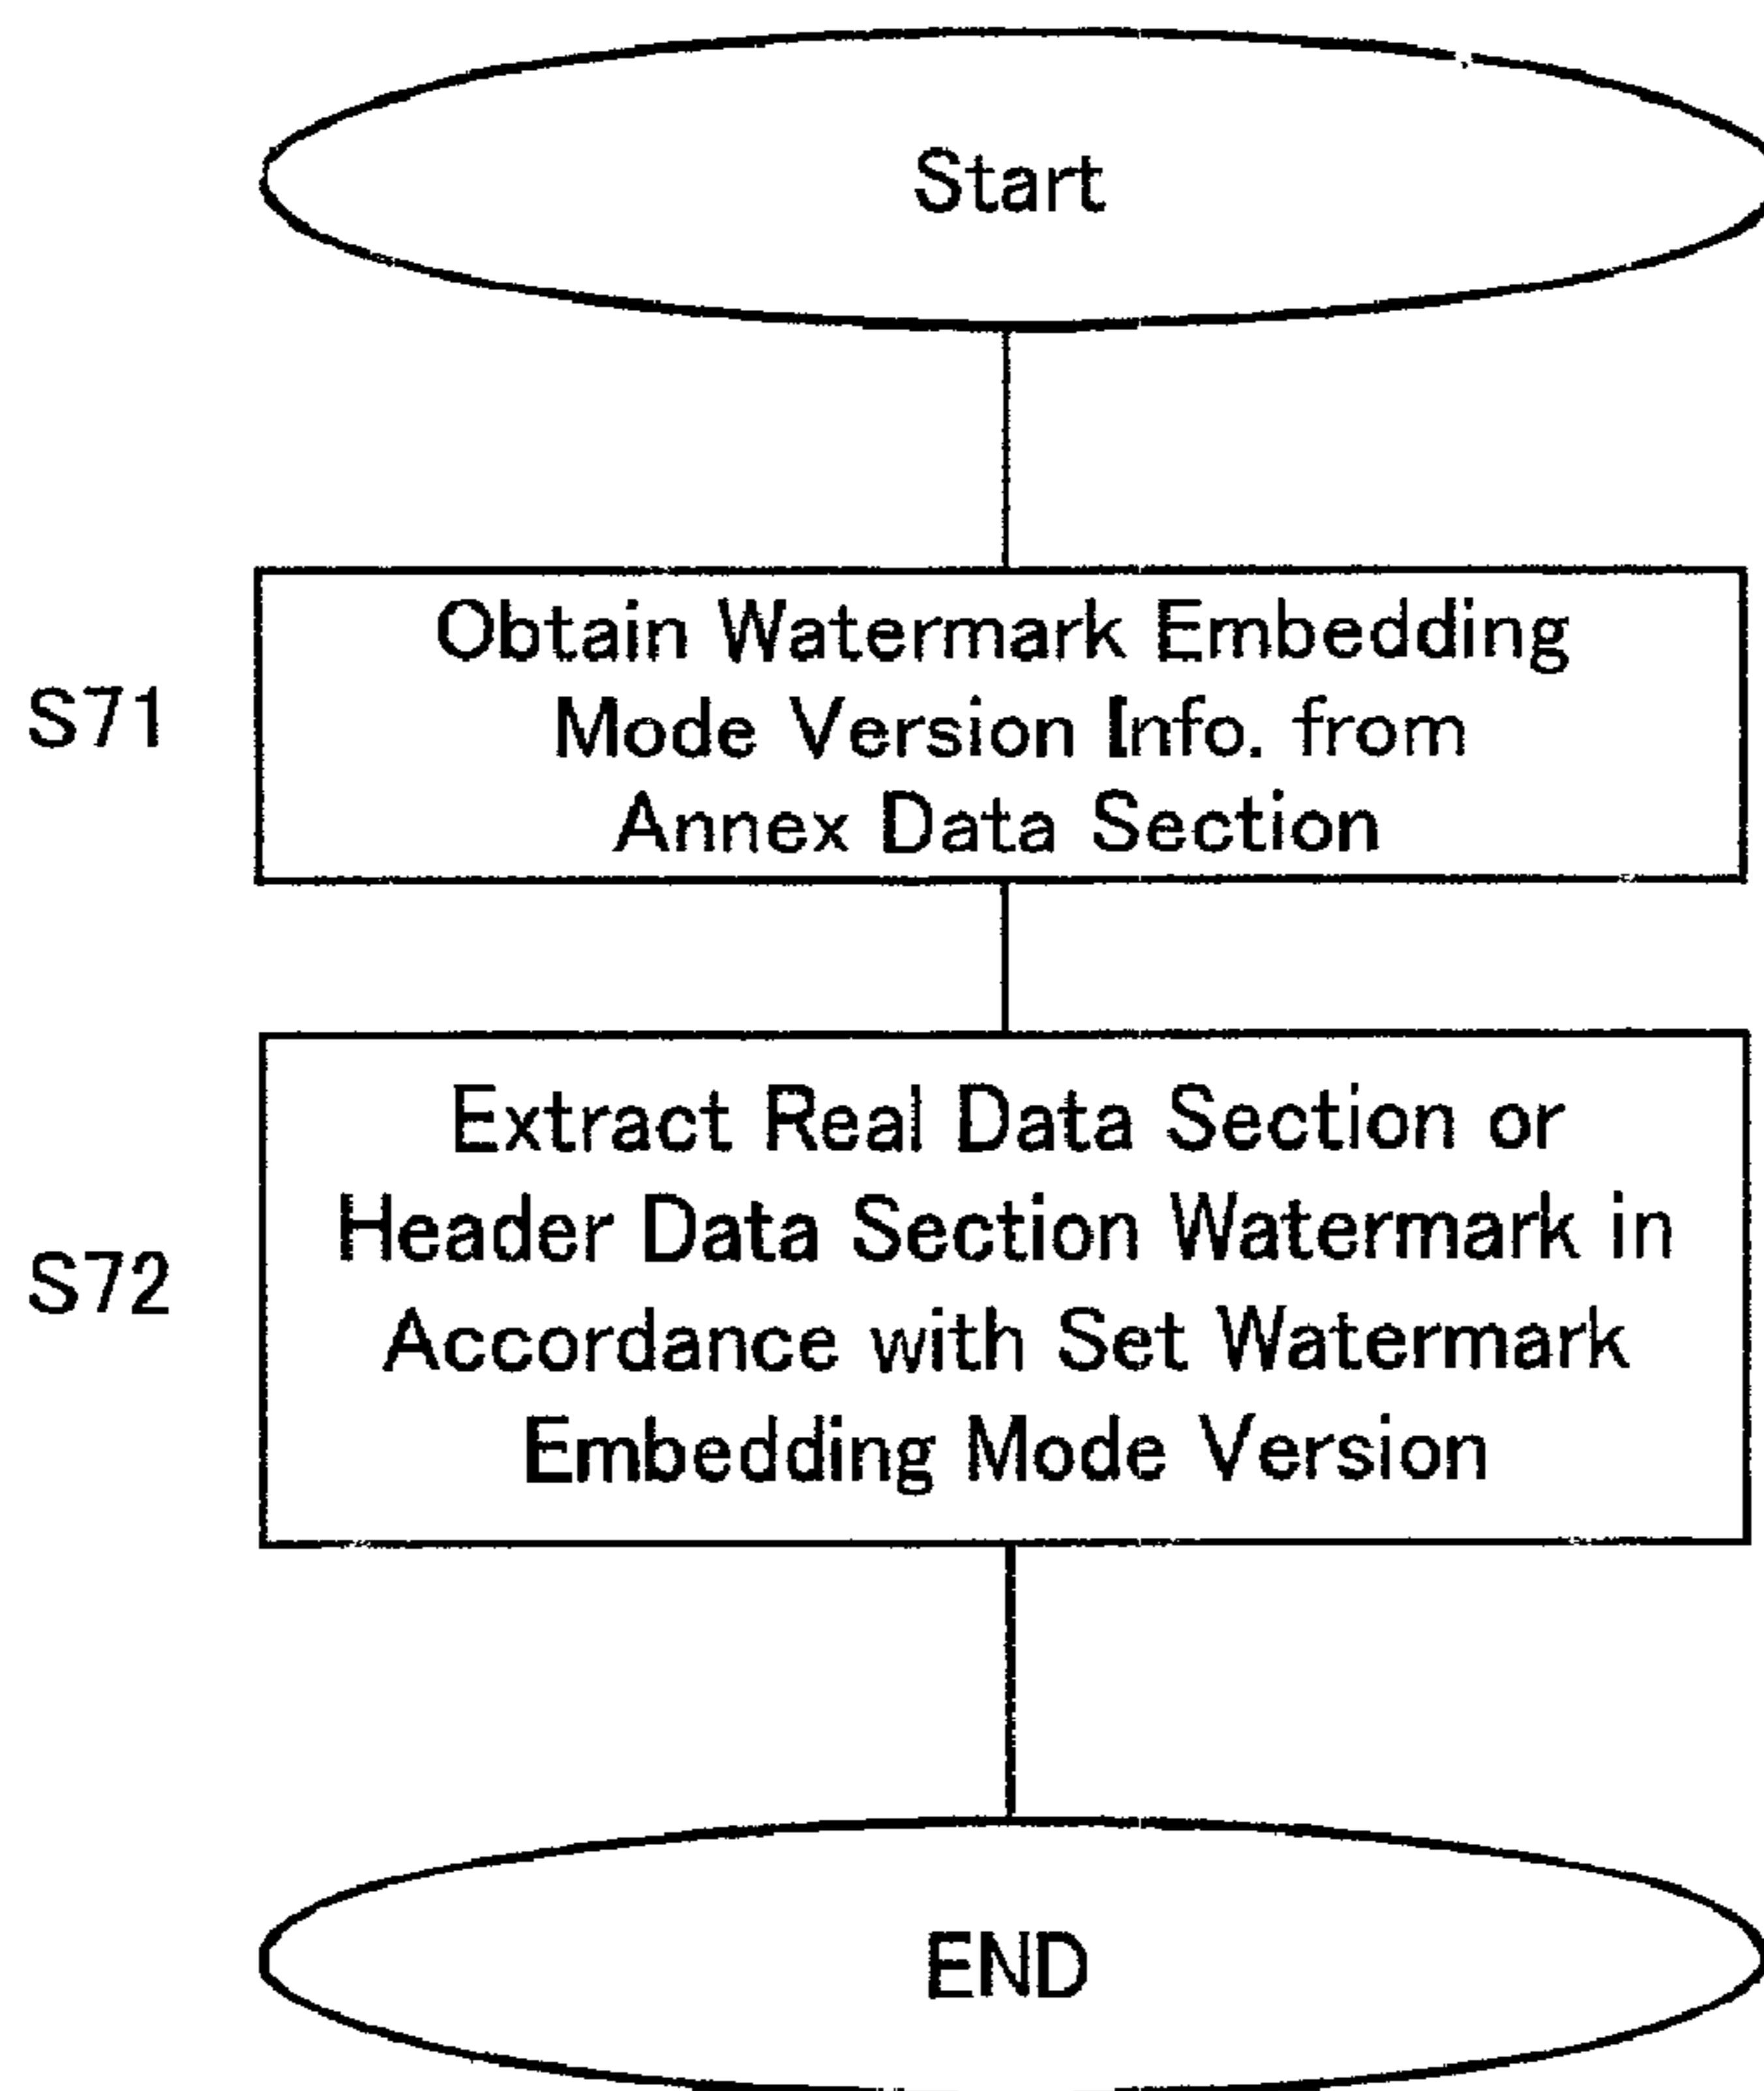 Start
S71
Obtain Watermark Embedding
Mode Version Info. from
Annex Data Section
S72
Extract Real Data Section or
Header Data Section Watermark in
Accordance with Set Watermark
Embedding Mode Version
END